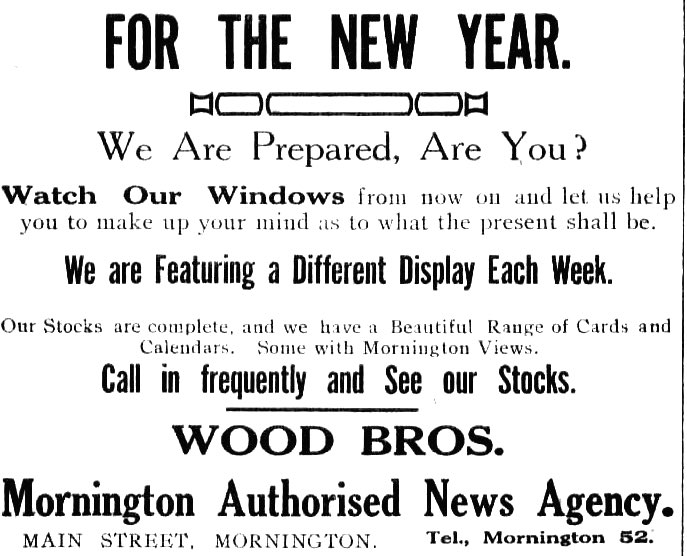 FOR THE NEW YEAR.
We Are Prepared, Are You?
Watch Our Windows from now on and let us help
you to make up your mind as to what the present shall be.
We are Featuring a Different Display Each Week.
Our Stocks are complete, and we have a Beautiful Range of Cards and
Calendars. Some with Mornington Views.
Call in frequently and See our Stocks.
WOOD BROS.
Mornington Authorised News Agency.
MAIN STREET, MORNINGTON. Tel., Mornington 52.